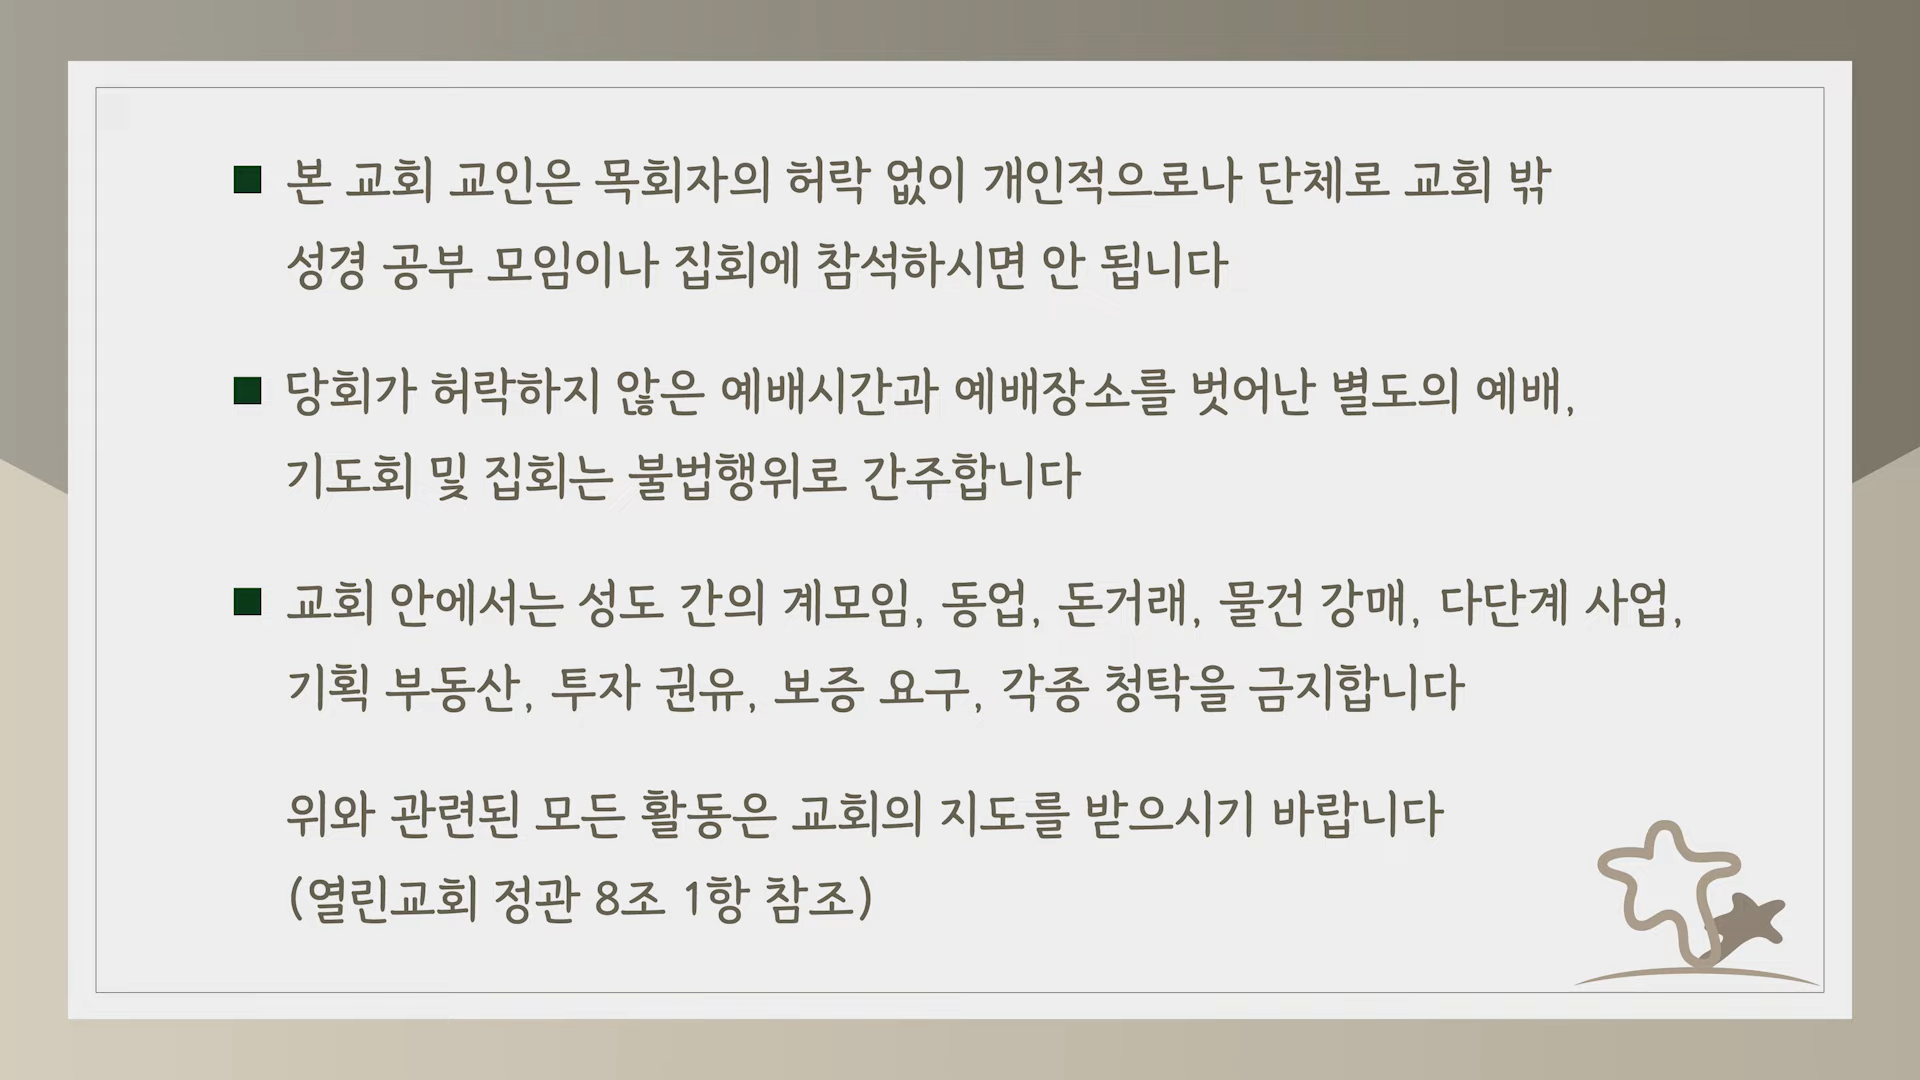 ■ 본 교회 교인은 목회자의 허락 없이 개인적으로나 단체로 교회 밖
성경 공부 모임이나 집회에 참석하시면 안 됩니다
■ 당회가 허락하지 않은 예배시간과 예배장소를 벗어난 별도의 예배,
기도회 및 집회는 불법행위로 간주합니다
■ 교회 안에서는 성도 간의 계모임, 동업, 돈거래, 물건 강매, 다단계 사업,
기획 부동산, 투자 권유, 보증 요구, 각종 청탁을 금지합니다
위와 관련된 모든 활동은 교회의 지도를 받으시기 바랍니다
(열린교회 정관 8조 1항 참조)